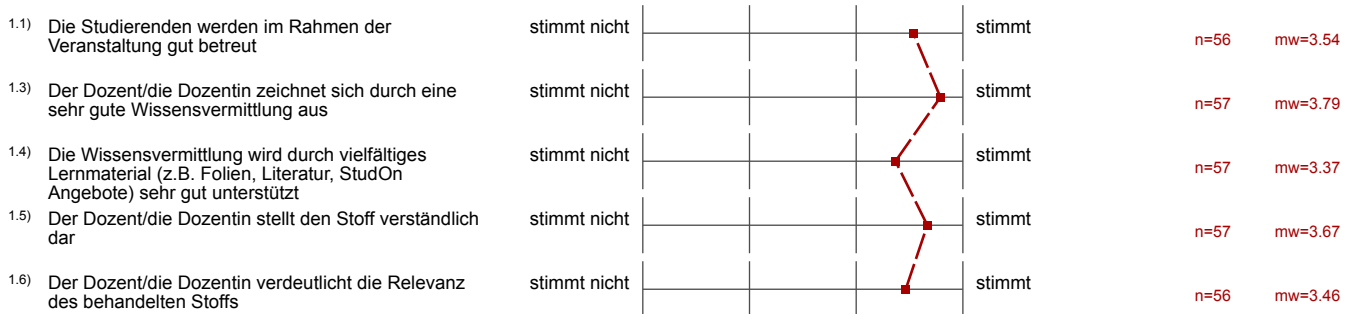 1.1) Die Studierenden werden im Rahmen der Veranstaltung gut betreut stimmt nicht stimmt n=56 mw=3.54
1.3) Der Dozent/die Dozentin zeichnet sich durch eine sehr gute Wissensvermittlung aus stimmt nicht stimmt n=57 mw=3.79
1.4) Die Wissensvermittlung wird durch vielfältiges Lernmaterial (z.B. Folien, Literatur, StudOn Angebote) sehr gut unterstützt stimmt nicht stimmt n=57 mw=3.37
1.5) Der Dozent/die Dozentin stellt den Stoff verständlich dar stimmt nicht stimmt n=57 mw=3.67
1.6) Der Dozent/die Dozentin verdeutlicht die Relevanz des behandelten Stoffs stimmt nicht stimmt n=56 mw=3.46